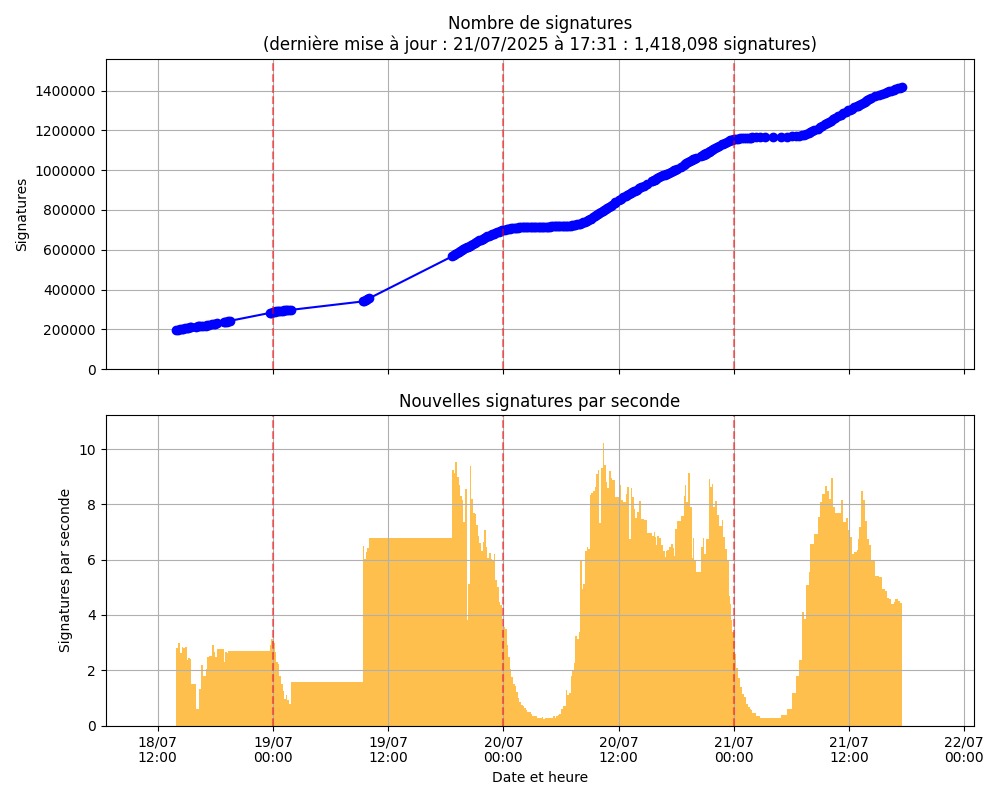 Nombre de signatures
(dernière mise à jour : 21/07/2025 à 17:31 : 1,418,098 signatures)
1400000
1200000
1000000
800000
600000
400000
200000
0
Signatures
Nouvelles signatures par seconde
10
8
6
4
2
0
Signatures par seconde
18/07 19/07 19/07 20/07 20/07 21/07 21/07 22/07
12:00 00:00 12:00 00:00 12:00 00:00 12:00 00:00
Date et heure